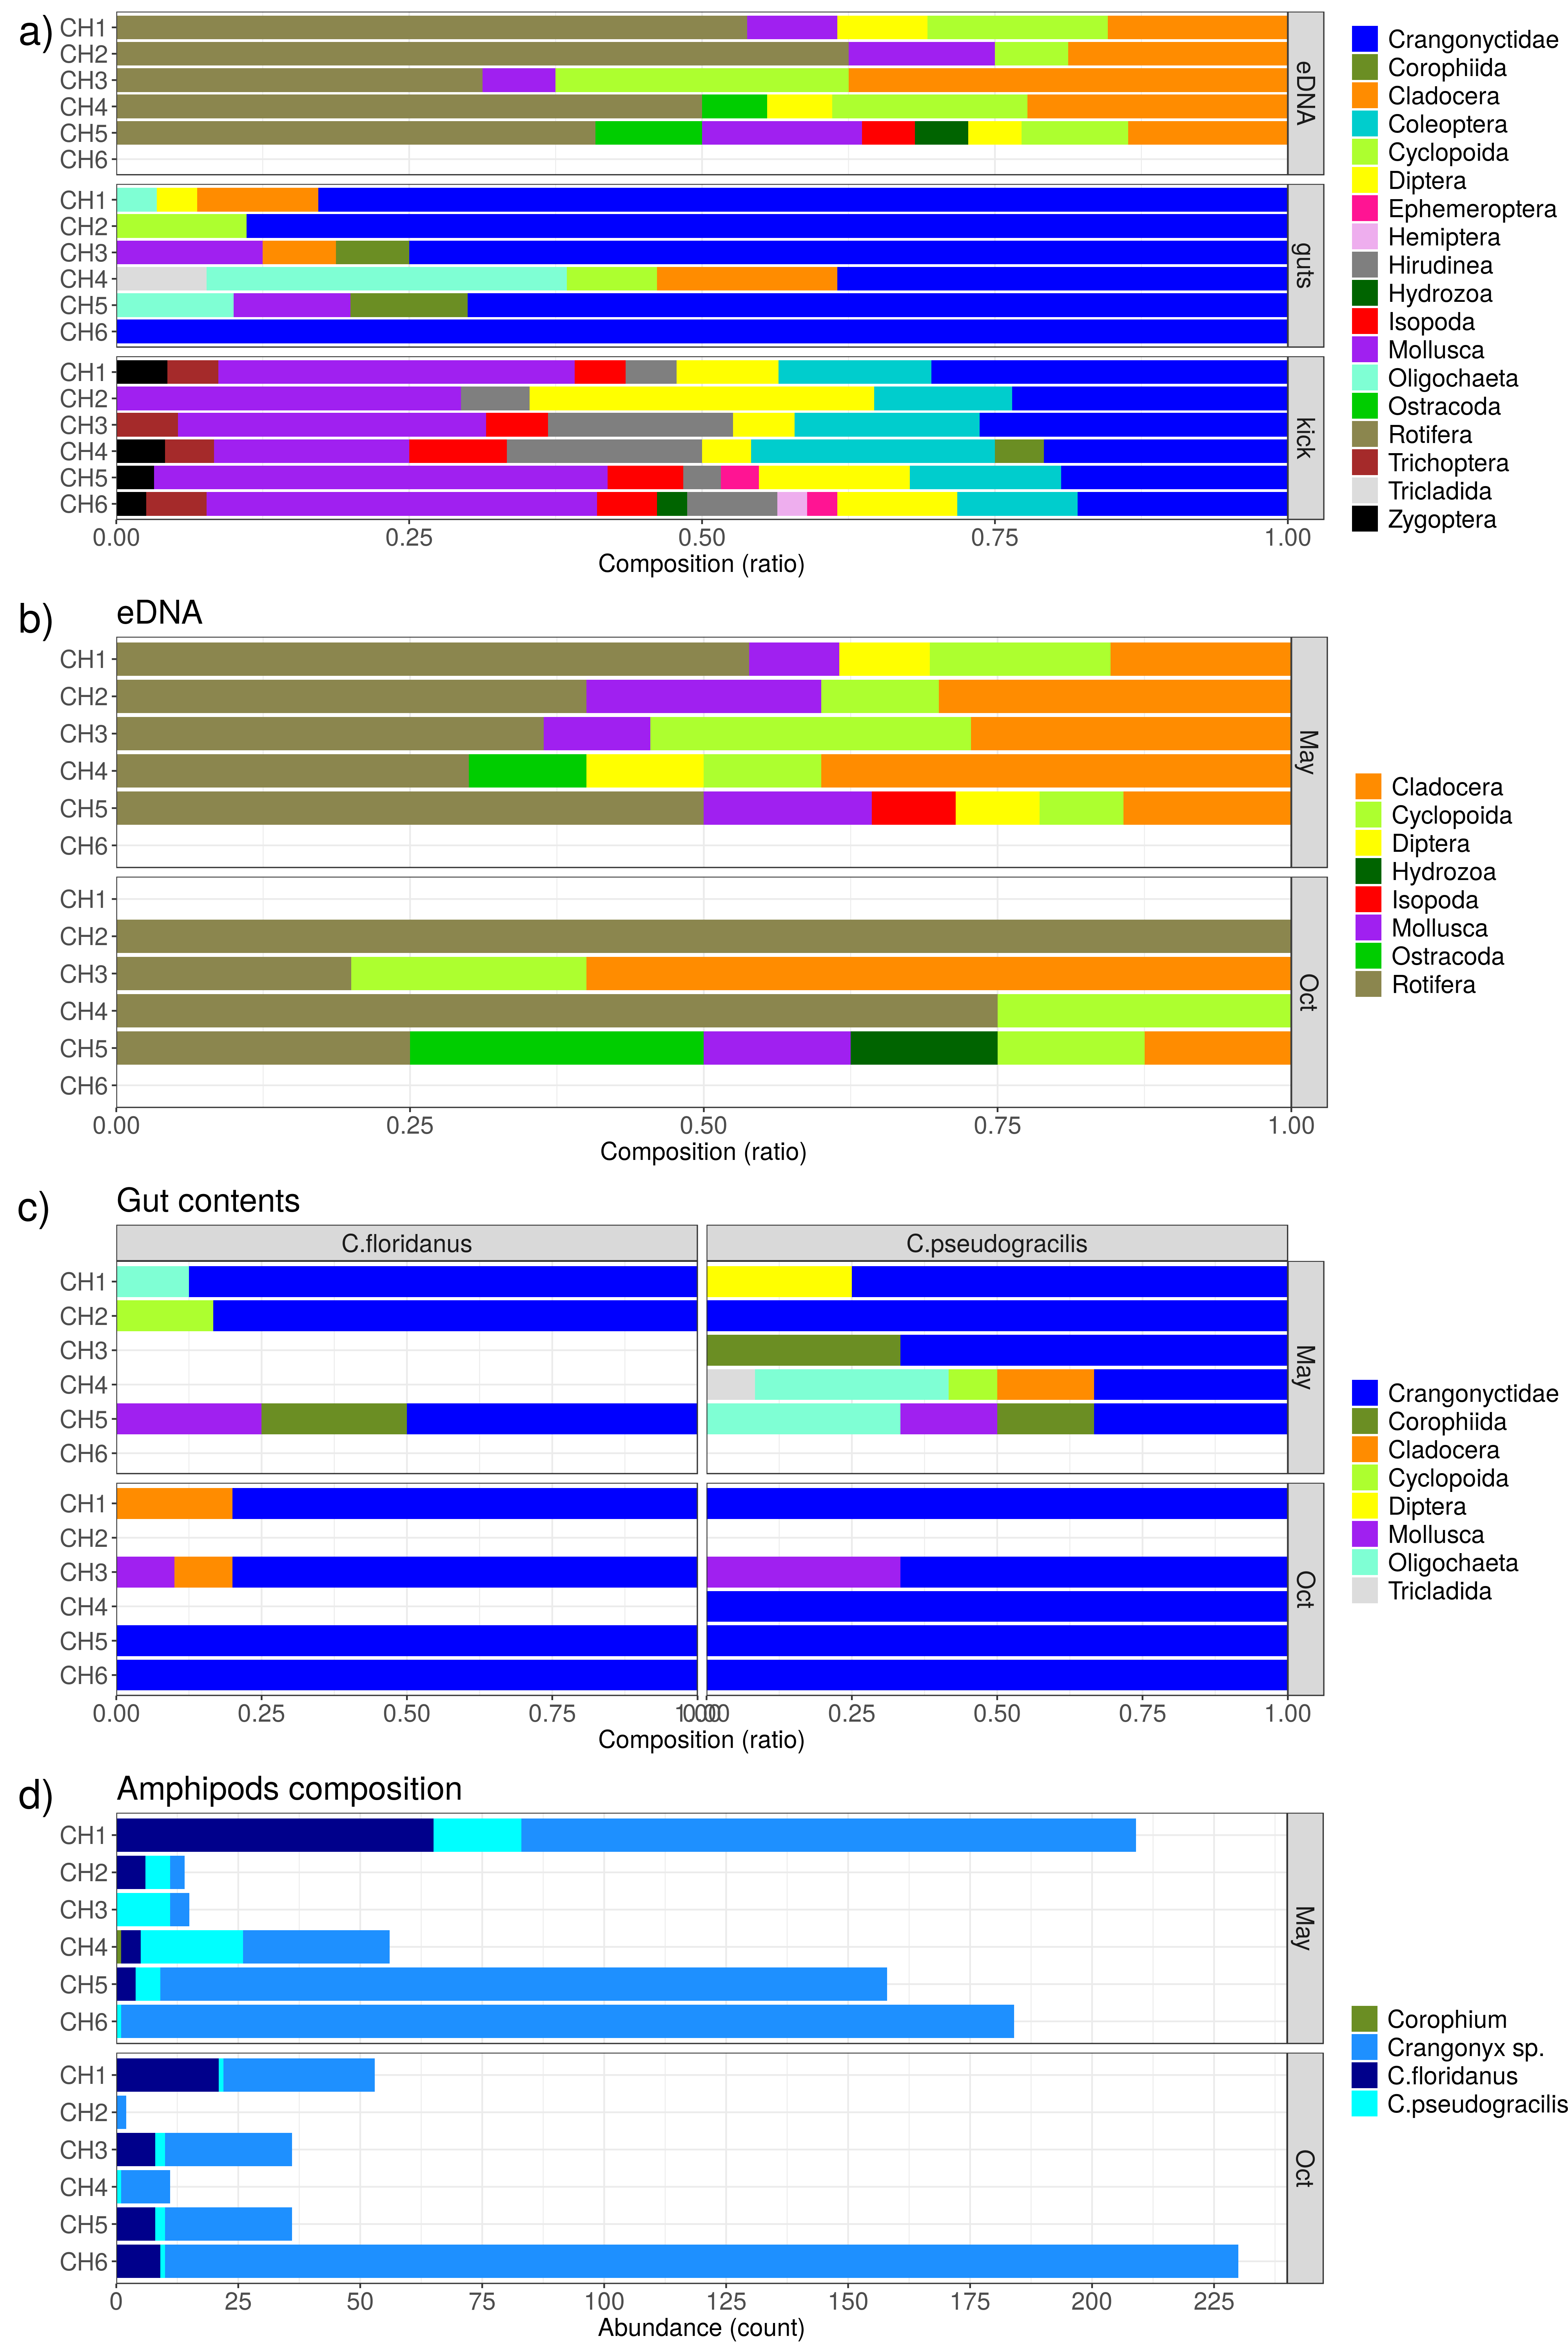 a)
CH1
CH2
CH3
CH4
CH5
CH6
eDNA
CH1
CH2
CH3
CH4
CH5
CH6
guts
CH1
CH2
CH3
CH4
CH5
CH6
kick
0.00 0.25 0.50 0.75 1.00
Composition (ratio)
Crangonyctidae
Corophiida
Cladocera
Coleoptera
Cyclopoida
Diptera
Ephemeroptera
Hemiptera
Hirudinea
Hydrozoa
Isopoda
Mollusca
Oligochaeta
Ostracoda
Rotifera
Trichoptera
Tricladida
Zygoptera
b)
eDNA
CH1
CH2
CH3
CH4
CH5
CH6
May
CH1
CH2
CH3
CH4
CH5
CH6
Oct
0.00 0.25 0.50 0.75 1.00
Composition (ratio)
Cladocera
Cyclopoida
Diptera
Hydrozoa
Isopoda
Mollusca
Ostracoda
Rotifera
c)
Gut contents
C.floridanus C.pseudogracilis
CH1
CH2
CH3
CH4
CH5
CH6
May
CH1
CH2
CH3
CH4
CH5
CH6
Oct
0.00 0.25 0.50 0.75 1.00 0.00 0.25 0.50 0.75 1.00
Composition (ratio)
Crangonyctidae
Corophiida
Cladocera
Cyclopoida
Diptera
Mollusca
Oligochaeta
Tricladida
d)
Amphipods composition
CH1
CH2
CH3
CH4
CH5
CH6
May
CH1
CH2
CH3
CH4
CH5
CH6
Oct
0 25 50 75 100 125 150 175 200 225
Abundance (count)
Corophium
Crangonyx sp.
C.floridanus
C.pseudogracilis